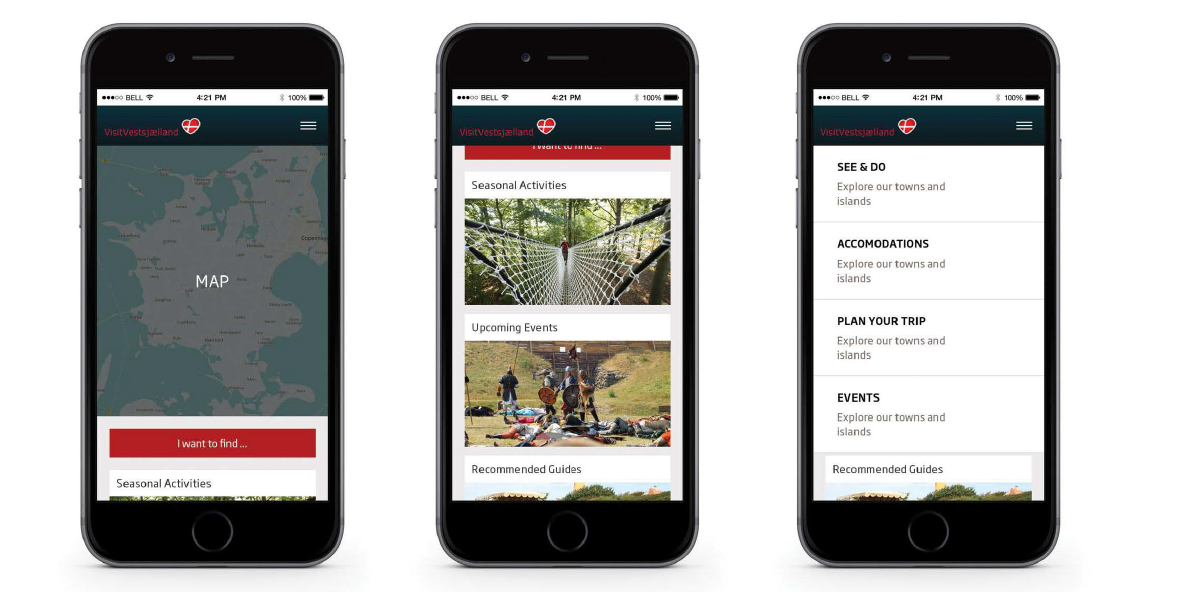 BELL 4:21 PM 100%
VisitVestsjælland
MAP
I want to find ...
Seasonal Activities
BELL 4:21 PM 100%
VisitVestsjælland
I want to find ...
Seasonal Activities
Upcoming Events
Recommended Guides
BELL 4:21 PM 100%
VisitVestsjælland
SEE & DO
Explore our towns and
islands
ACCOMODATIONS
Explore our towns and
islands
PLAN YOUR TRIP
Explore our towns and
islands
EVENTS
Explore our towns and
islands
Recommended Guides